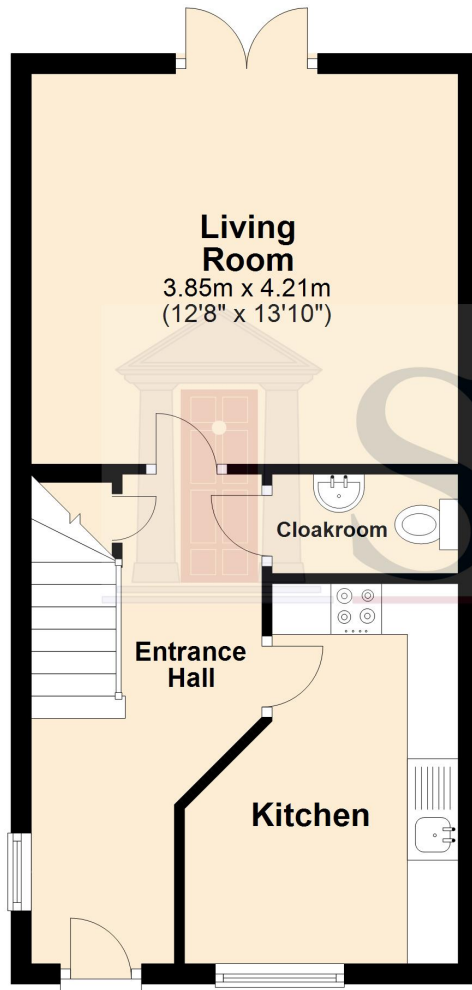 Living
Room
3.85m x 4.21m
(12'8" x 13'10")
Cloakroom
S
Entrance
Hall
Kitchen